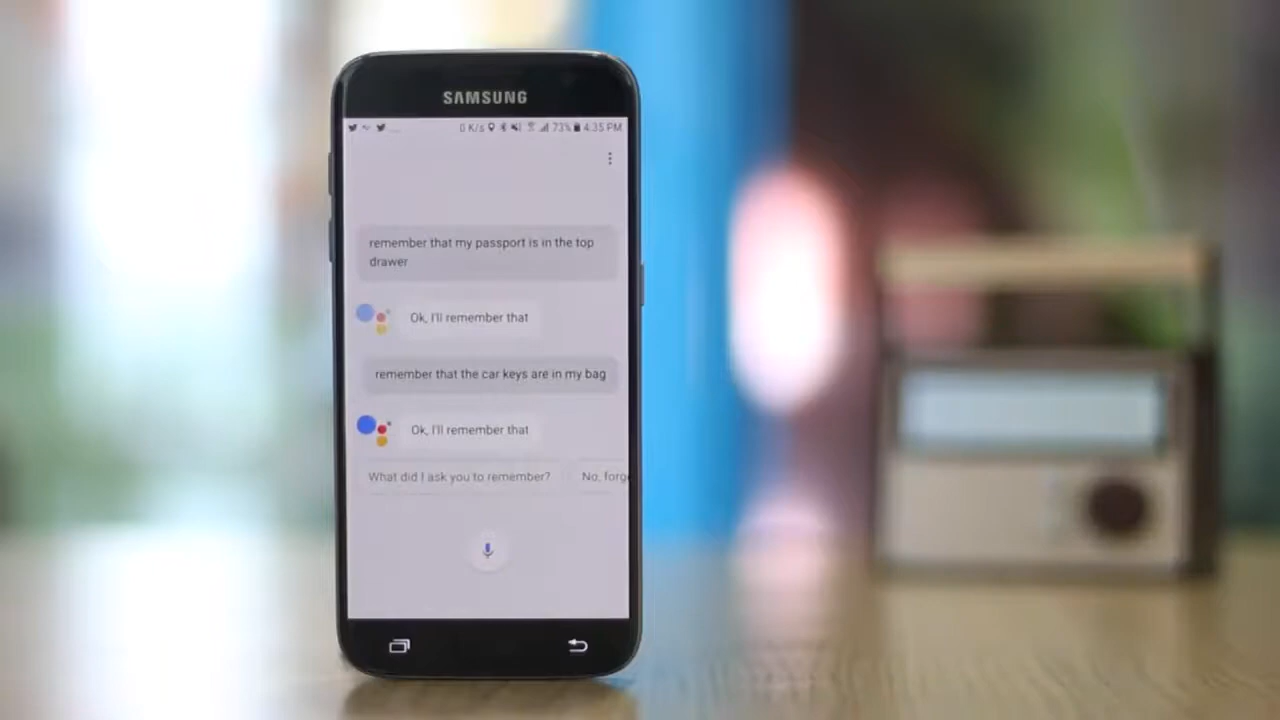 SAMSUNG
0 K/s 73% 4:35 PM
remember that my passport is in the top
drawer
Ok, I'll remember that
remember that the car keys are in my bag
Ok, I'll remember that
What did I ask you to remember? No, forg